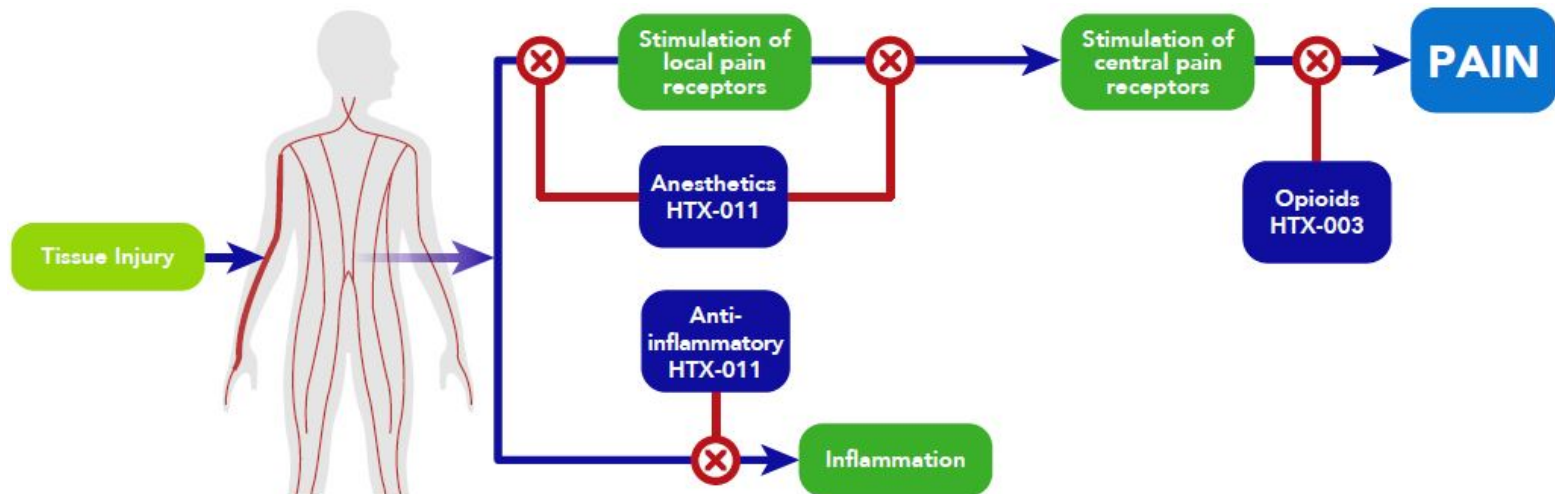 Stimulation of
local pain
receptors
Stimulation of
central pain
receptors
PAIN
Anesthetics
HTX-011
Opioids
HTX-003
Tissue Injury
Anti-
inflammatory
HTX-011
Inflammation